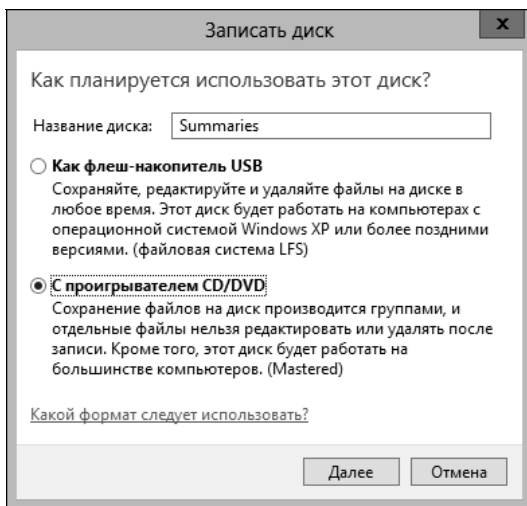 Записать диск
x
Как планируется использовать этот диск?
Название диска: Summaries
Как флеш-накопитель USB
Сохраняйте, редактируйте и удаляйте файлы на диске в
любое время. Этот диск будет работать на компьютерах с
операционной системой Windows XP или более поздними
версиями. (файловая система LFS)
С проигрывателем CD/DVD
Сохранение файлов на диск производится группами, и
отдельные файлы нельзя редактировать или удалять после
записи. Кроме того, этот диск будет работать на
большинстве компьютеров. (Mastered)
Какой формат следует использовать?
Далее Отмена